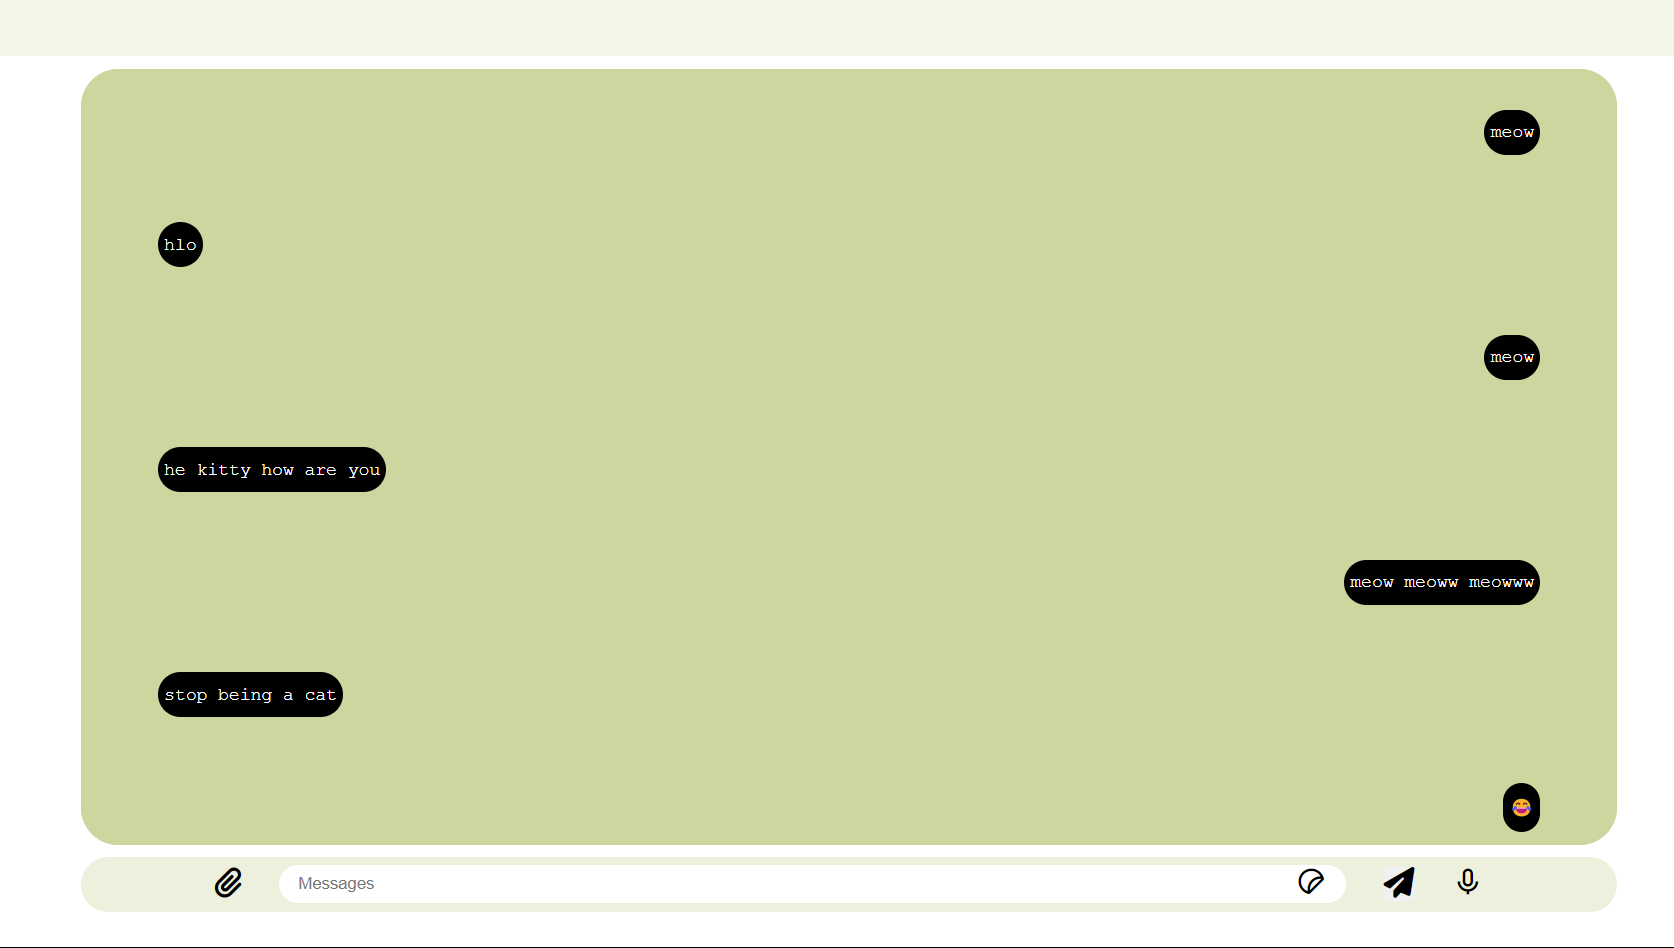 meow
hlo
meow
he kitty how are you
meow meoww meowww
stop being a cat
😂
Messages